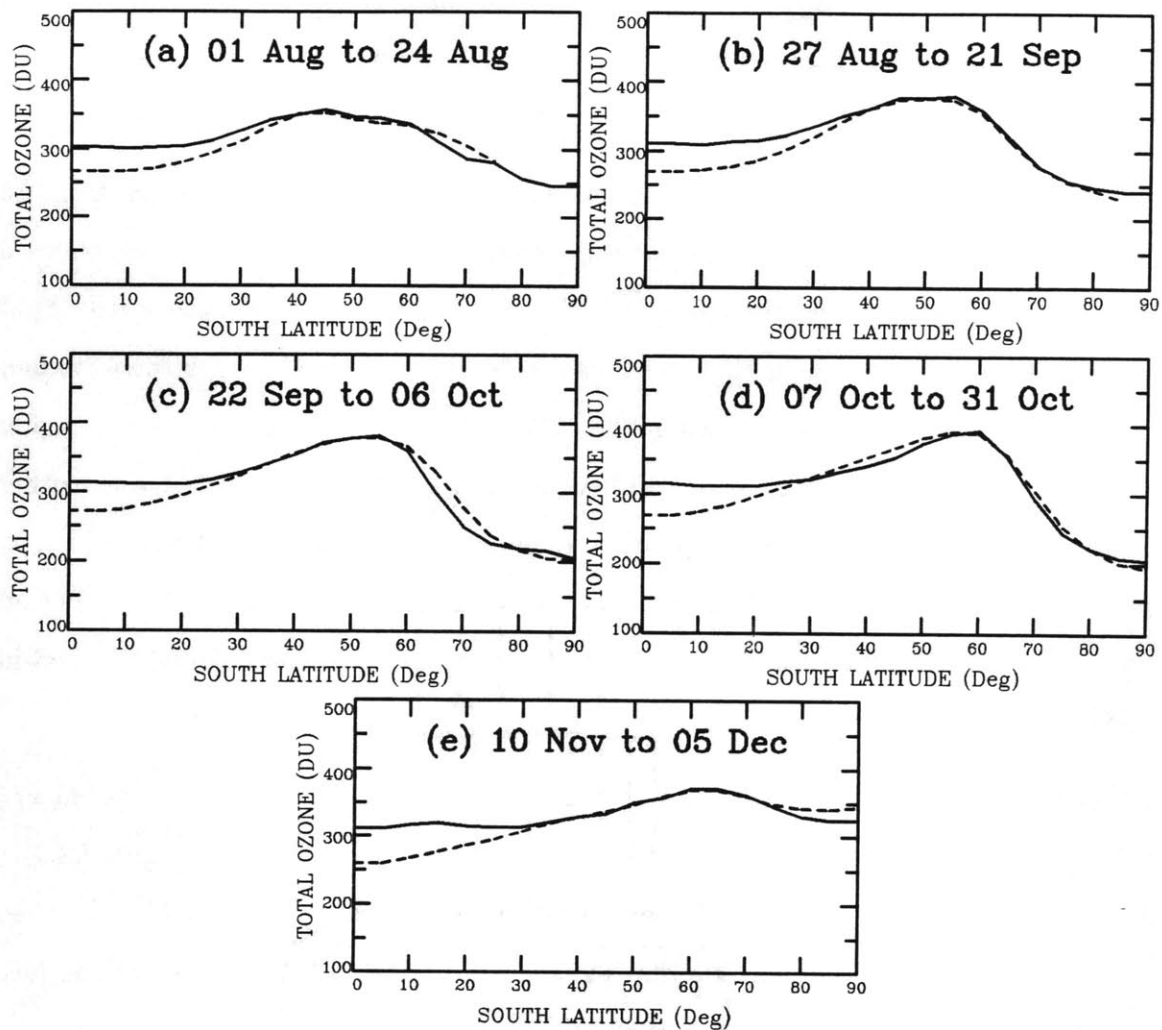 (a) 01 Aug to 24 Aug
TOTAL OZONE (DU)
500
400
300
200
100
0 10 20 30 40 50 60 70 80 90
SOUTH LATITUDE (Deg)
(b) 27 Aug to 21 Sep
TOTAL OZONE (DU)
500
400
300
200
100
0 10 20 30 40 50 60 70 80 90
SOUTH LATITUDE (Deg)
(c) 22 Sep to 06 Oct
TOTAL OZONE (DU)
500
400
300
200
100
0 10 20 30 40 50 60 70 80 90
SOUTH LATITUDE (Deg)
(d) 07 Oct to 31 Oct
TOTAL OZONE (DU)
500
400
300
200
100
0 10 20 30 40 50 60 70 80 90
SOUTH LATITUDE (Deg)
(e) 10 Nov to 05 Dec
TOTAL OZONE (DU)
500
400
300
200
100
0 10 20 30 40 50 60 70 80 90
SOUTH LATITUDE (Deg)